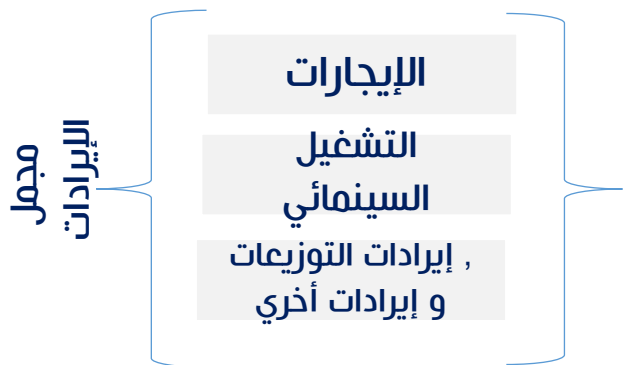 الإيجارات
التشغيل
السينمائي
, إيرادات التوزيعات
و إيرادات أخري
مجمل
الإيرادات